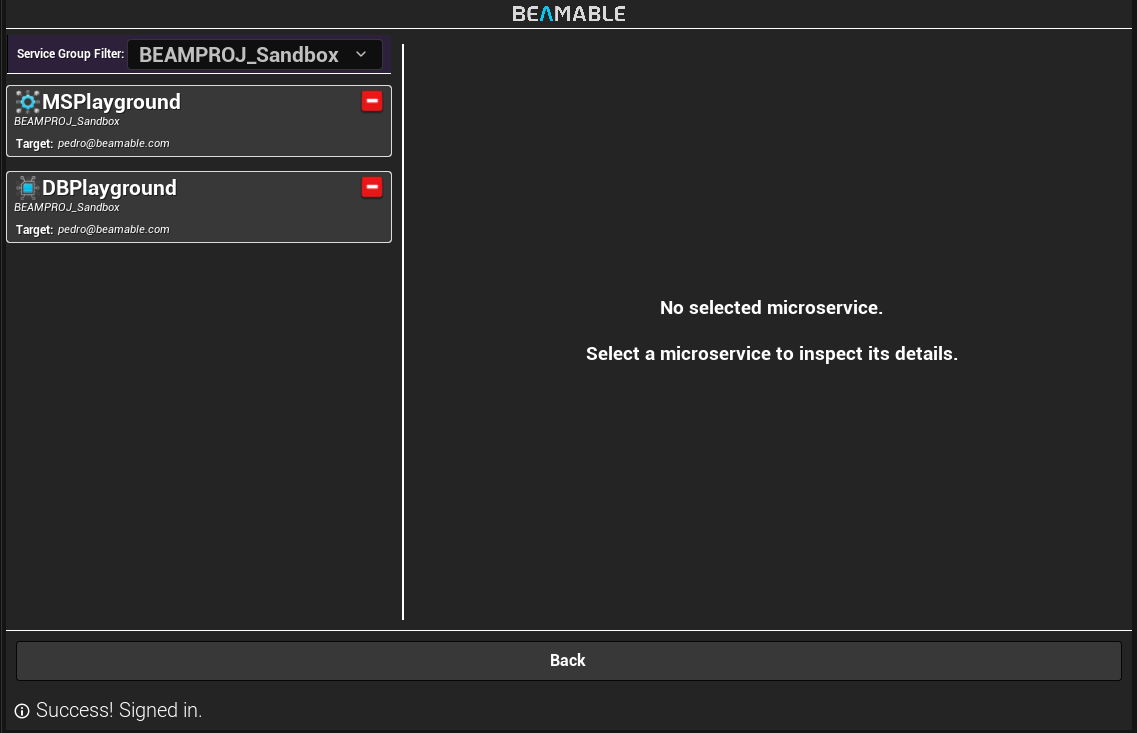 BEAMABLE
Service Group Filter: BEAMPROJ_Sandbox
MSPlayground
BEAMPROJ_Sandbox
Target: pedro@beamable.com
DBPlayground
BEAMPROJ_Sandbox
Target: pedro@beamable.com
No selected microservice.
Select a microservice to inspect its details.
Back
Success! Signed in.